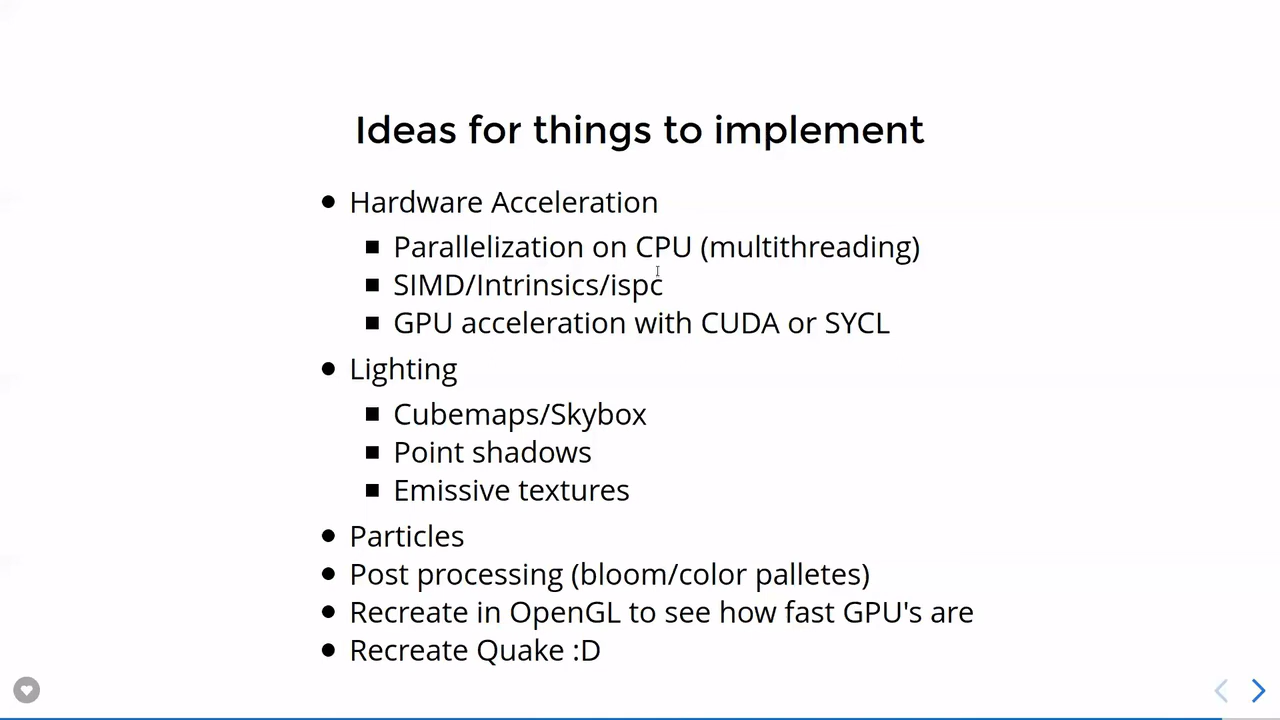 Ideas for things to implement
Hardware Acceleration
Parallelization on CPU (multithreading)
SIMD/Intrinsics/ispc
GPU acceleration with CUDA or SYCL
Lighting
Cubemaps/Skybox
Point shadows
Emissive textures
Particles
Post processing (bloom/color palletes)
Recreate in OpenGL to see how fast GPU's are
Recreate Quake :D